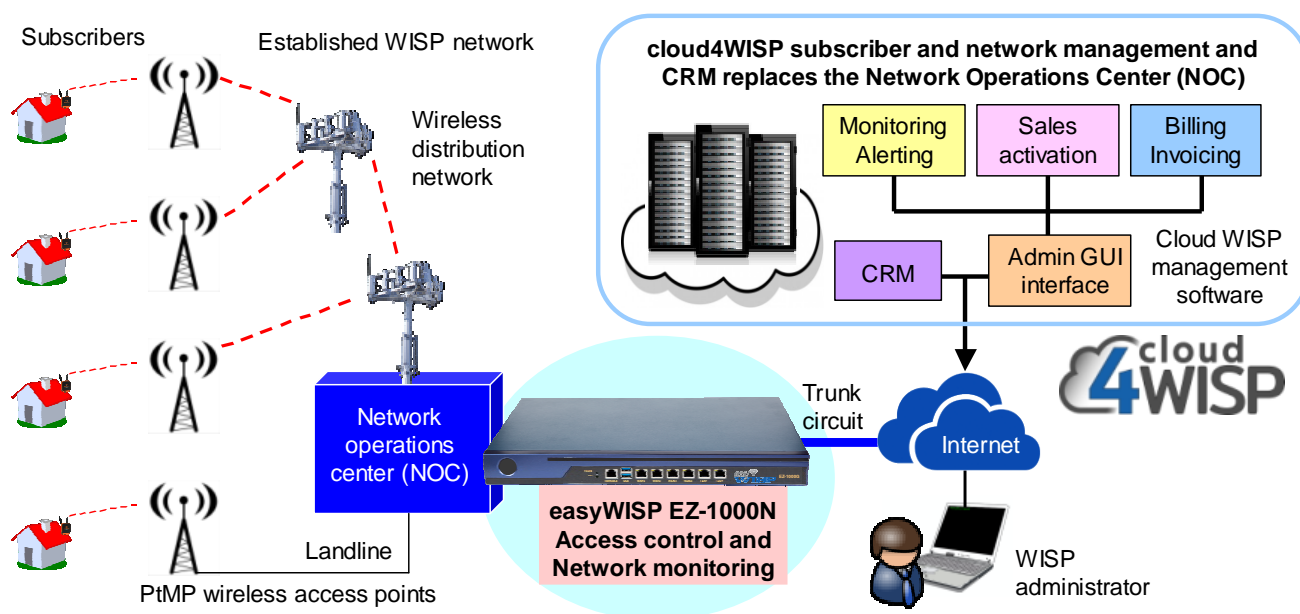 Subscribers
Established WISP network
Wireless
distribution
network
cloud4WISP subscriber and network management and
CRM replaces the Network Operations Center (NOC)
Monitoring
Alerting
Sales
activation
Billing
Invoicing
CRM
Admin GUI
interface
Cloud WISP
management
software
cloud
4WISP
Network
operations
center (NOC)
Trunk
circuit
Internet
EZ-1000N
easyWISP EZ-1000N
Access control and
Network monitoring
Landline
PtMP wireless access points
WISP
administrator